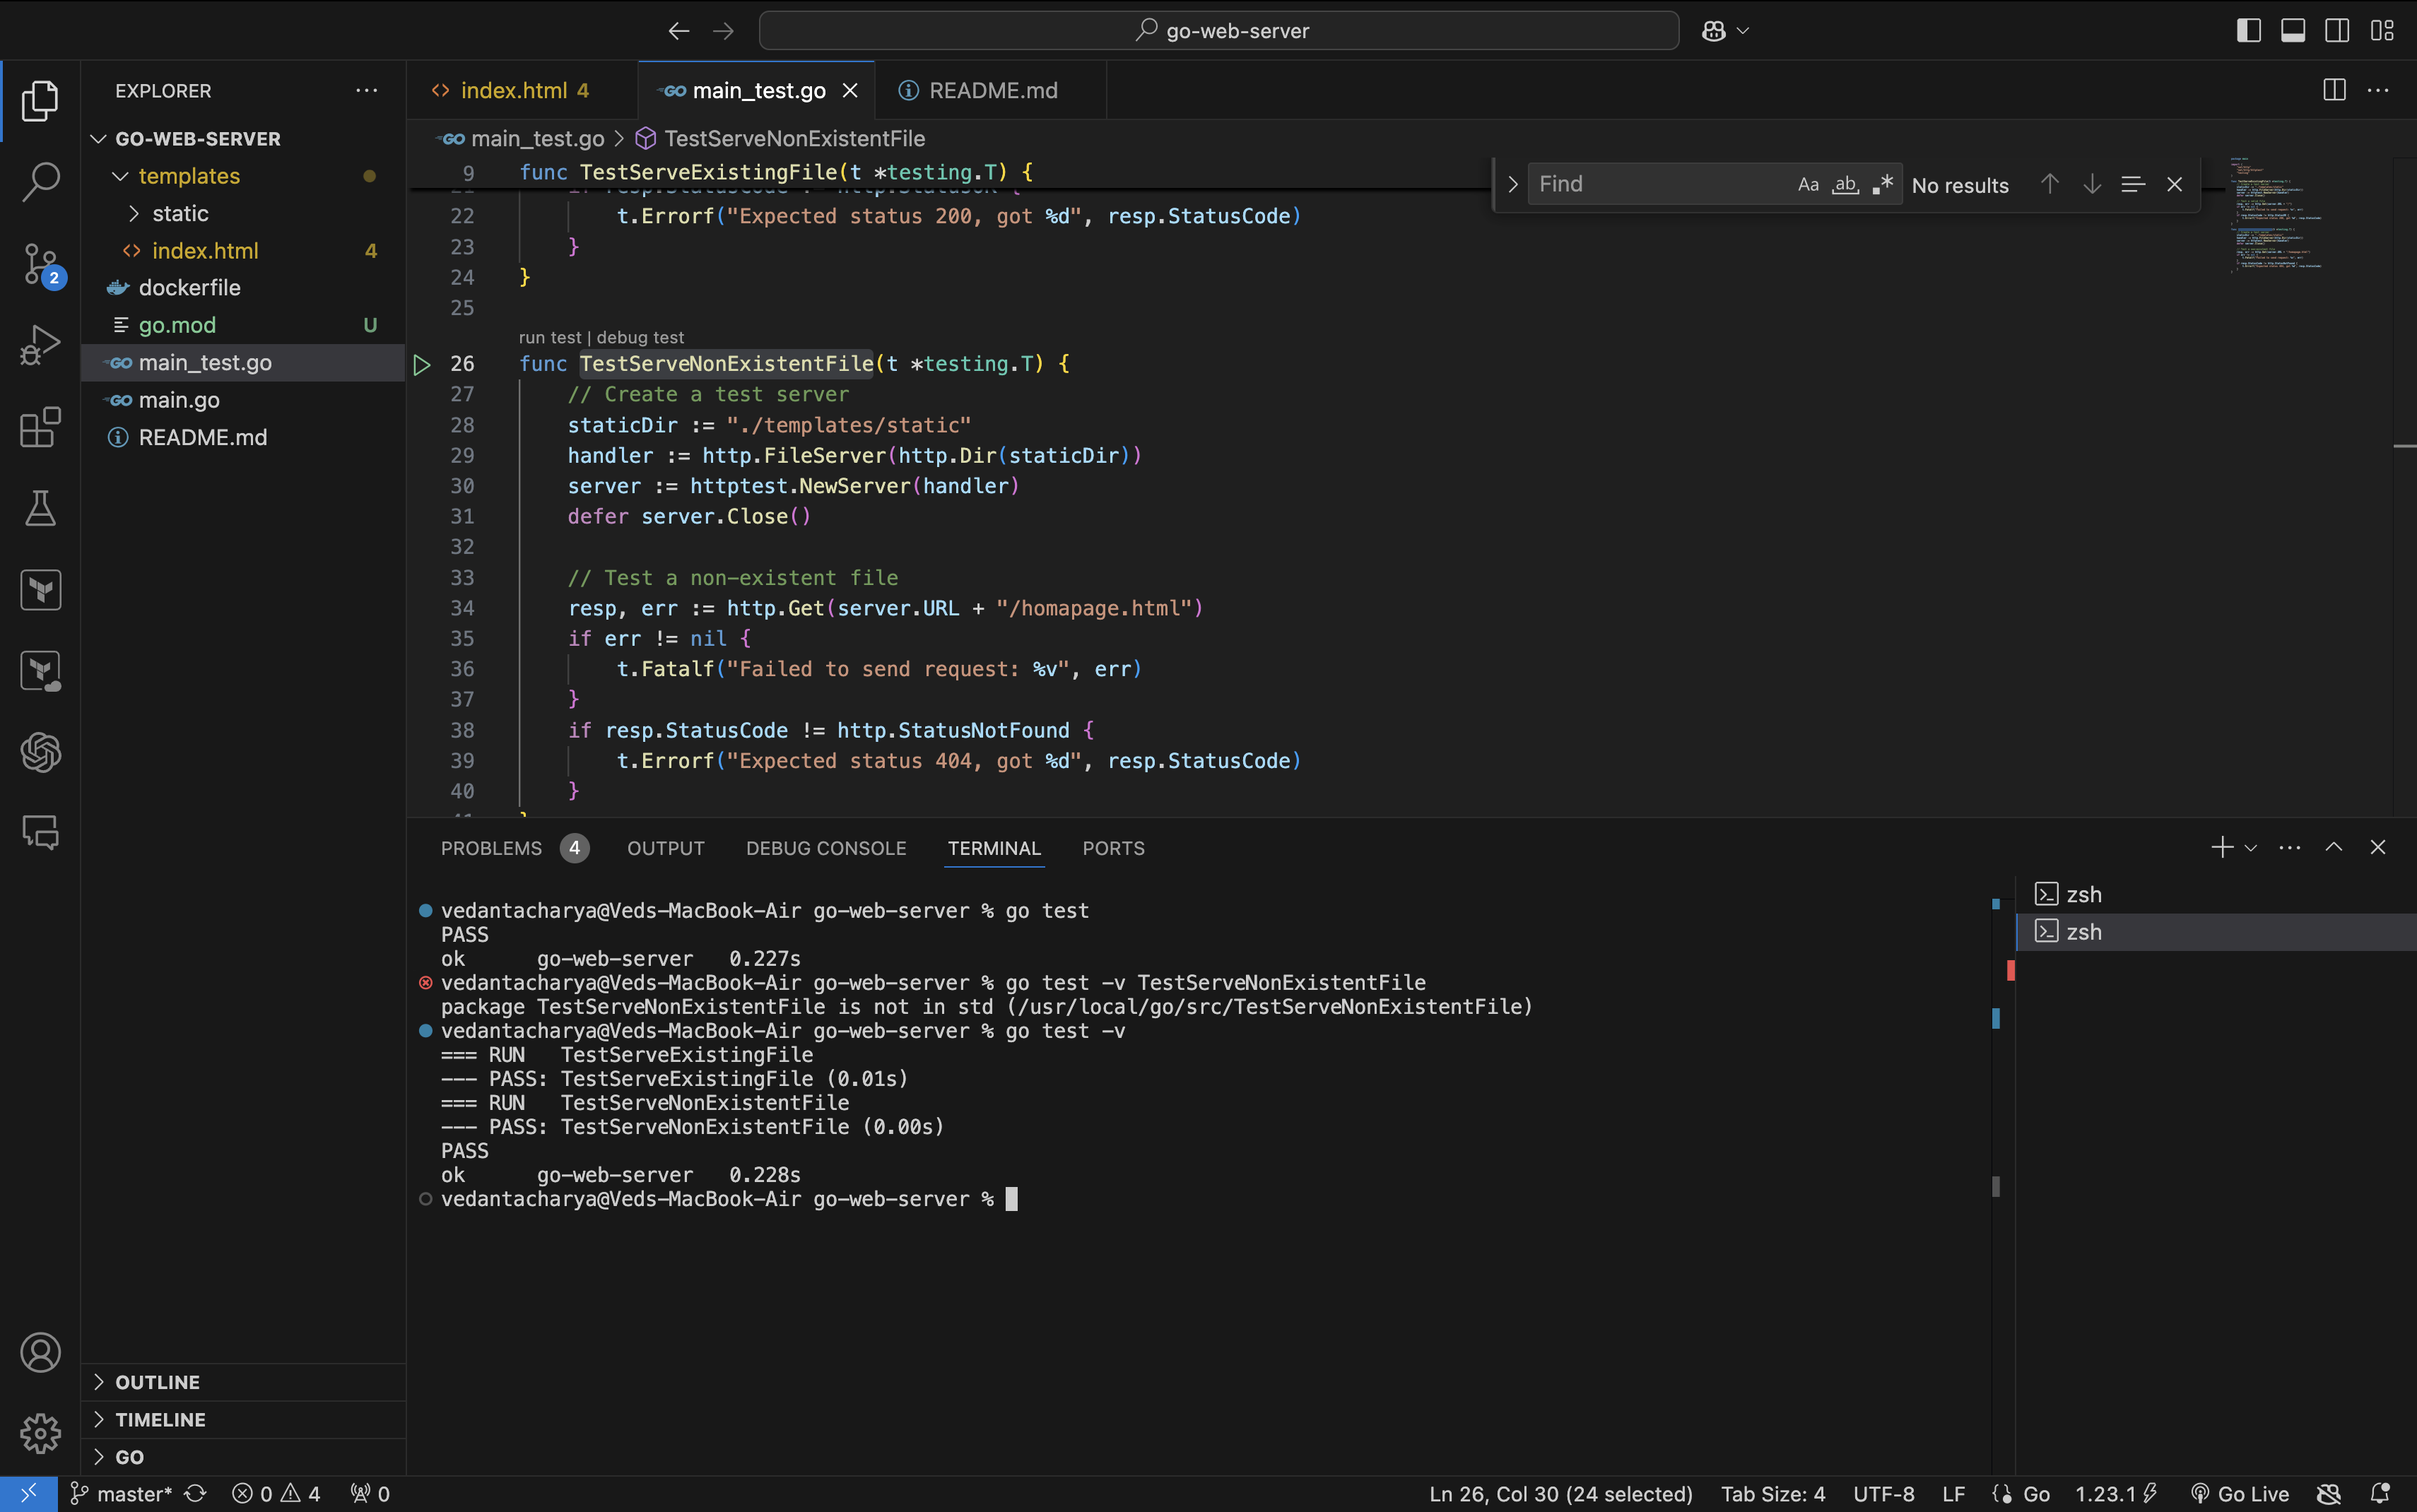 go-web-server
EXPLORER
index.html 4
main_test.go
README.md
GO-WEB-SERVER
main_test.go > TestServeNonExistentFile
templates
static
index.html 4
dockerfile
go.mod U
main_test.go
main.go
README.md
OUTLINE
TIMELINE
GO
2
Find
Aa ab .* No results
9 func TestServeExistingFile(t *testing.T) {
22 t.Errorf("Expected status 200, got %d", resp.StatusCode)
23 }
24 }
25
run test | debug test
26 func TestServeNonExistentFile(t *testing.T) {
27 // Create a test server
28 staticDir := "./templates/static"
29 handler := http.FileServer(http.Dir(staticDir))
30 server := httptest.NewServer(handler)
31 defer server.Close()
32
33 // Test a non-existent file
34 resp, err := http.Get(server.URL + "/homapage.html")
35 if err != nil {
36 t.Fatalf("Failed to send request: %v", err)
37 }
38 if resp.StatusCode != http.StatusNotFound {
39 t.Errorf("Expected status 404, got %d", resp.StatusCode)
40 }
PROBLEMS 4 OUTPUT DEBUG CONSOLE TERMINAL PORTS
vedantacharya@Veds-MacBook-Air go-web-server % go test
PASS
ok go-web-server 0.227s
vedantacharya@Veds-MacBook-Air go-web-server % go test -v TestServeNonExistentFile
package TestServeNonExistentFile is not in std (/usr/local/go/src/TestServeNonExistentFile)
vedantacharya@Veds-MacBook-Air go-web-server % go test -v
=== RUN TestServeExistingFile
--- PASS: TestServeExistingFile (0.01s)
=== RUN TestServeNonExistentFile
--- PASS: TestServeNonExistentFile (0.00s)
PASS
ok go-web-server 0.228s
vedantacharya@Veds-MacBook-Air go-web-server %
zsh
zsh
master* 0 4 0
Ln 26, Col 30 (24 selected) Tab Size: 4 UTF-8 LF Go 1.23.1 Go Live